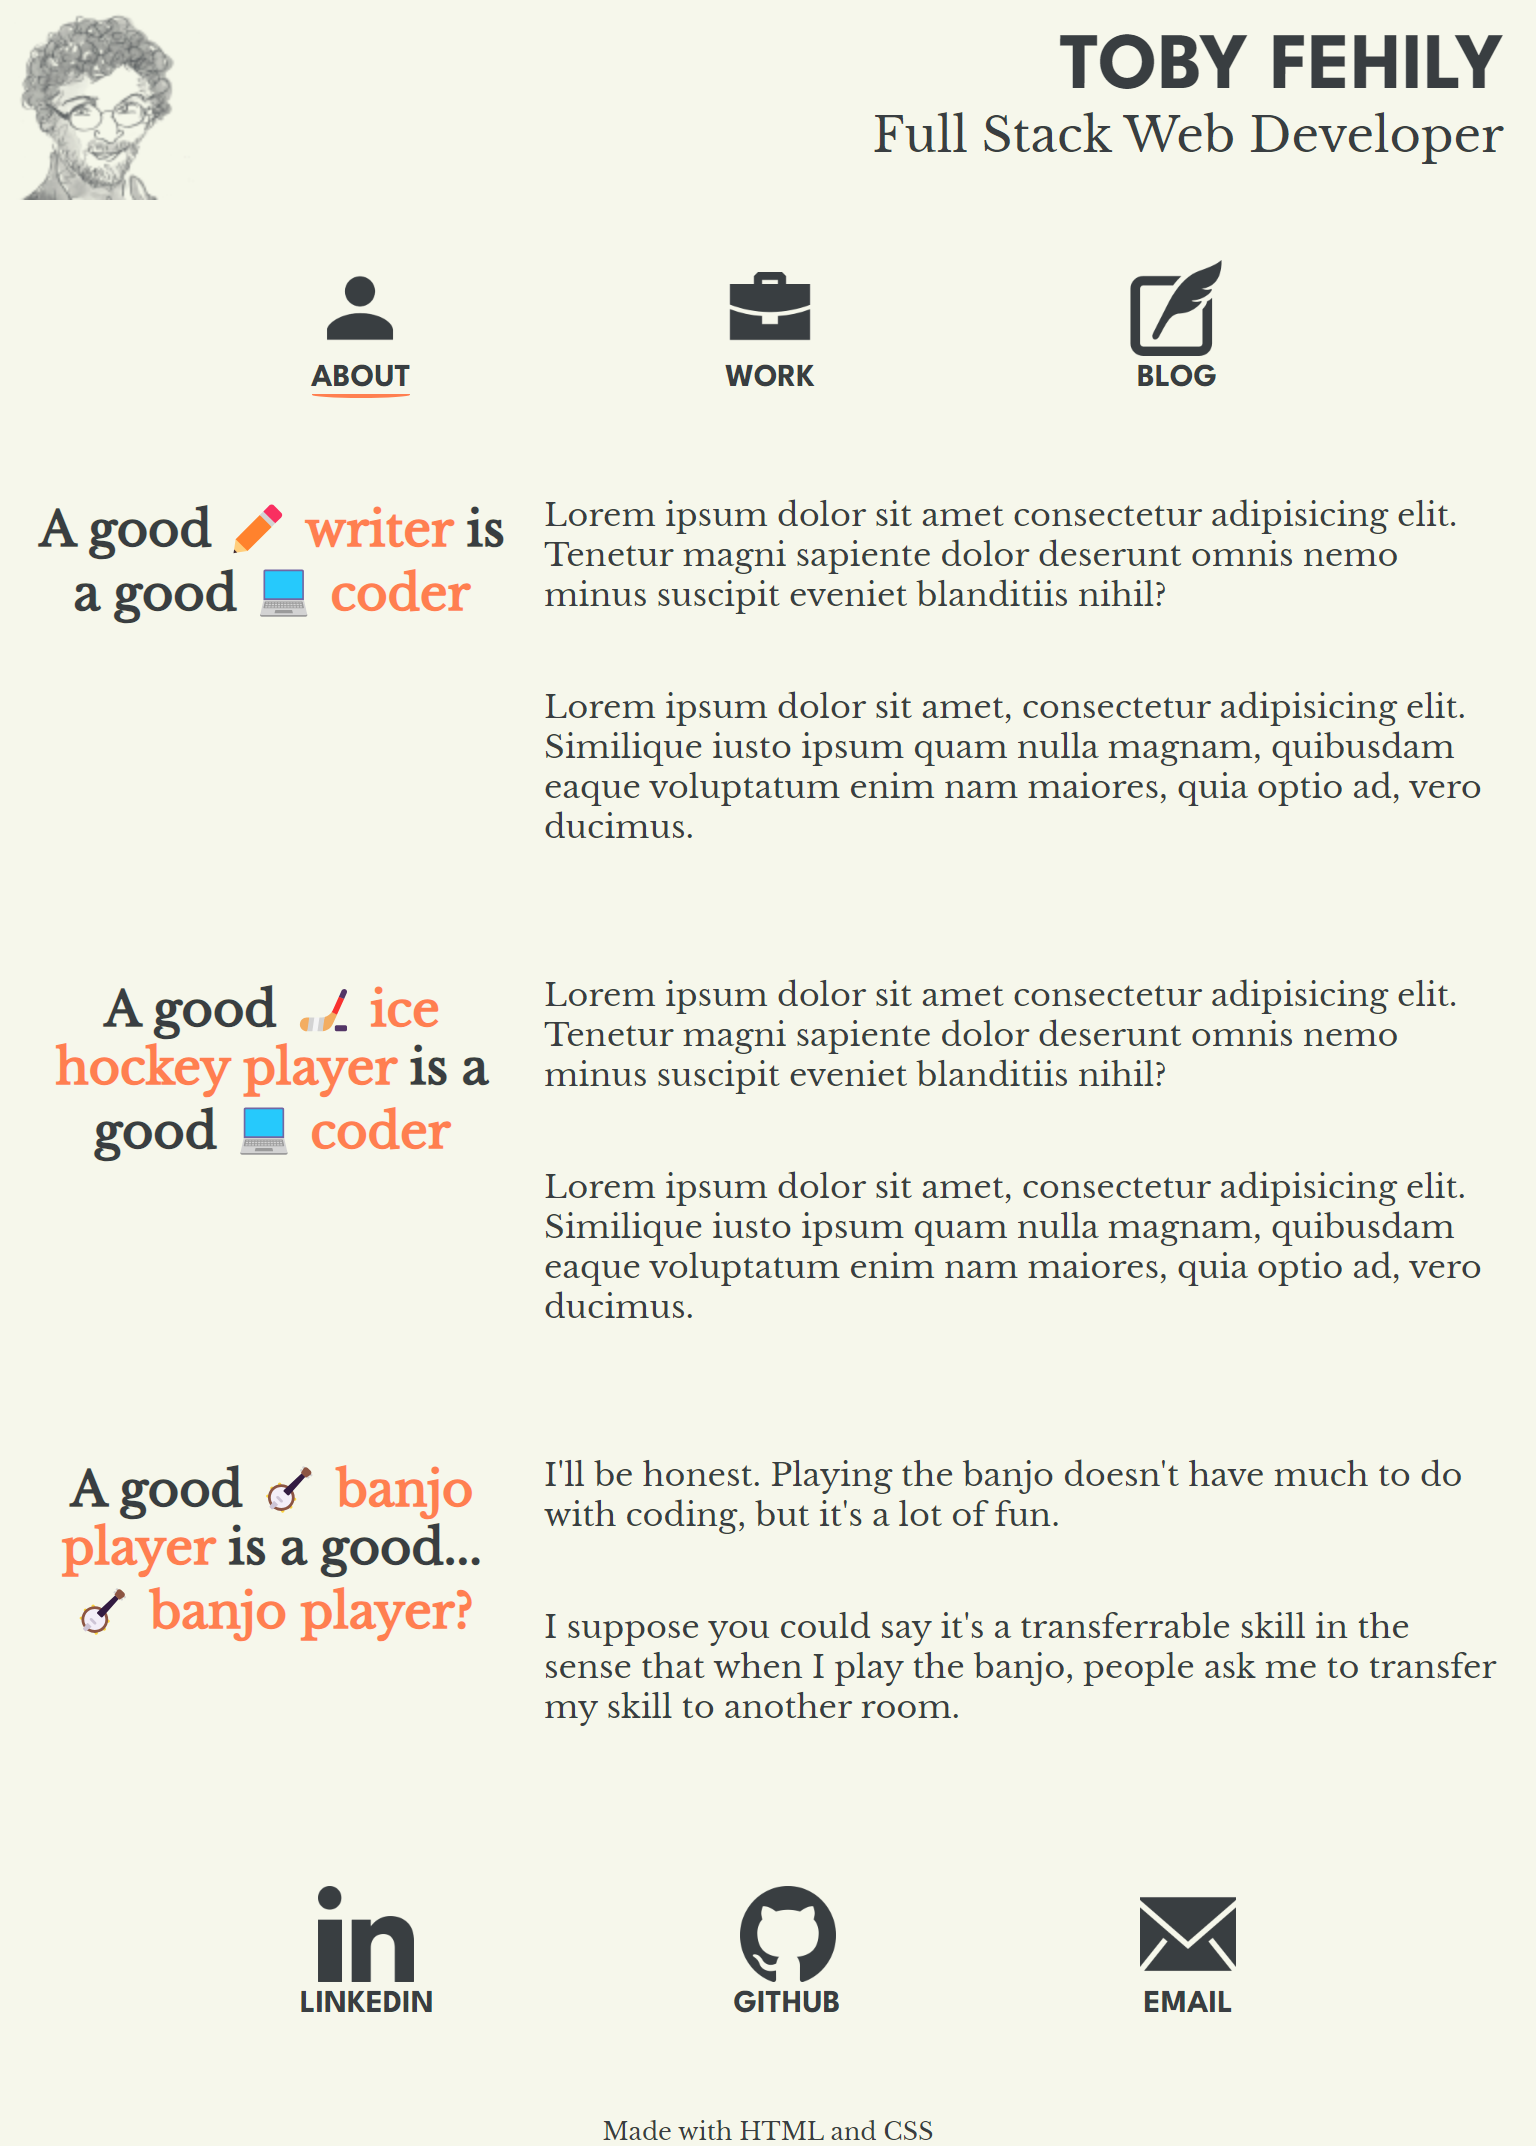 TOBY FEHILY
Full Stack Web Developer
ABOUT
WORK
BLOG
A good ✏️ writer is
a good 💻 coder
Lorem ipsum dolor sit amet consectetur adipisicing elit.
Tenetur magni sapiente dolor deserunt omnis nemo
minus suscipit eveniet blanditiis nihil?
Lorem ipsum dolor sit amet, consectetur adipisicing elit.
Similique iusto ipsum quam nulla magnam, quibusdam
eaque voluptatum enim nam maiores, quia optio ad, vero
ducimus.
A good 🏒 ice
hockey player is a
good 💻 coder
Lorem ipsum dolor sit amet consectetur adipisicing elit.
Tenetur magni sapiente dolor deserunt omnis nemo
minus suscipit eveniet blanditiis nihil?
Lorem ipsum dolor sit amet, consectetur adipisicing elit.
Similique iusto ipsum quam nulla magnam, quibusdam
eaque voluptatum enim nam maiores, quia optio ad, vero
ducimus.
A good 🪕 banjo
player is a good...
🪕 banjo player?
I'll be honest. Playing the banjo doesn't have much to do
with coding, but it's a lot of fun.
I suppose you could say it's a transferrable skill in the
sense that when I play the banjo, people ask me to transfer
my skill to another room.
in
LINKEDIN
GITHUB
EMAIL
Made with HTML and CSS